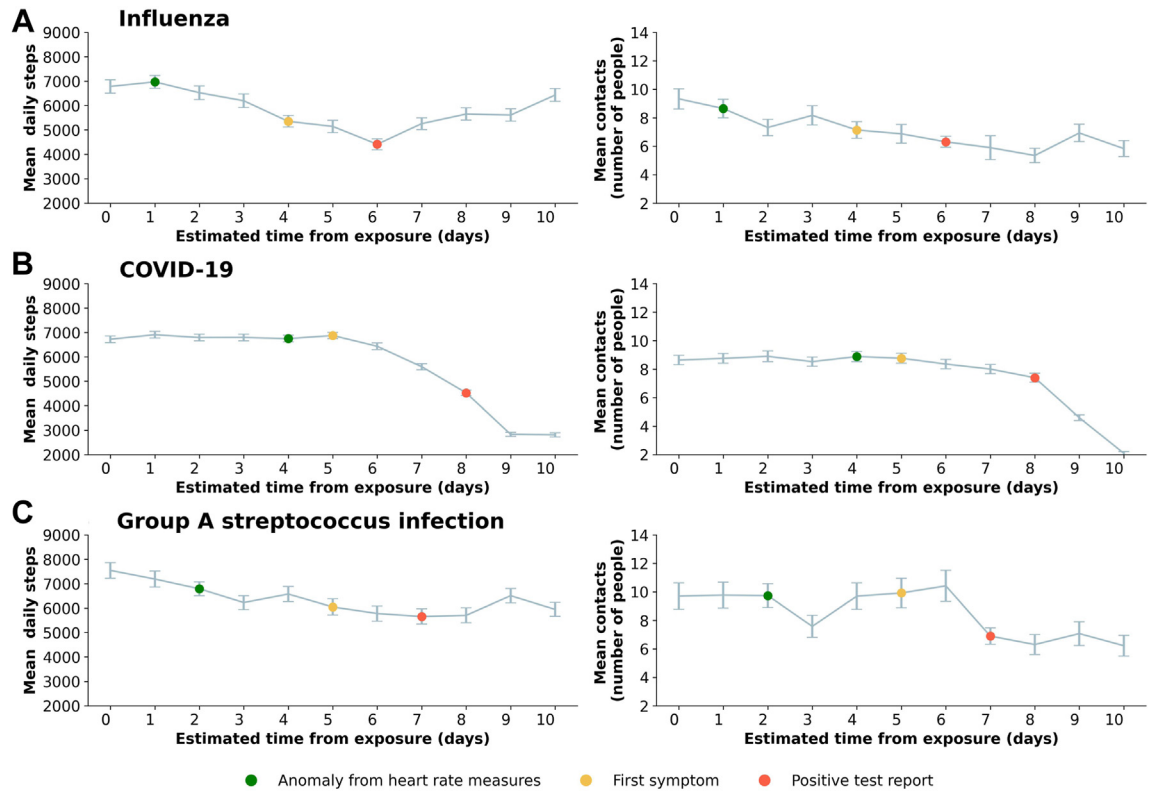 A
Influenza
9000
8000
7000
6000
5000
4000
3000
2000
Mean daily steps
0 1 2 3 4 5 6 7 8 9 10
Estimated time from exposure (days)
14
12
10
8
6
4
2
Mean contacts
(number of people)
0 1 2 3 4 5 6 7 8 9 10
Estimated time from exposure (days)
B
COVID-19
9000
8000
7000
6000
5000
4000
3000
2000
Mean daily steps
0 1 2 3 4 5 6 7 8 9 10
Estimated time from exposure (days)
14
12
10
8
6
4
2
Mean contacts
(number of people)
0 1 2 3 4 5 6 7 8 9 10
Estimated time from exposure (days)
C
Group A streptococcus infection
9000
8000
7000
6000
5000
4000
3000
2000
Mean daily steps
0 1 2 3 4 5 6 7 8 9 10
Estimated time from exposure (days)
14
12
10
8
6
4
2
Mean contacts
(number of people)
0 1 2 3 4 5 6 7 8 9 10
Estimated time from exposure (days)
Anomaly from heart rate measures First symptom Positive test report